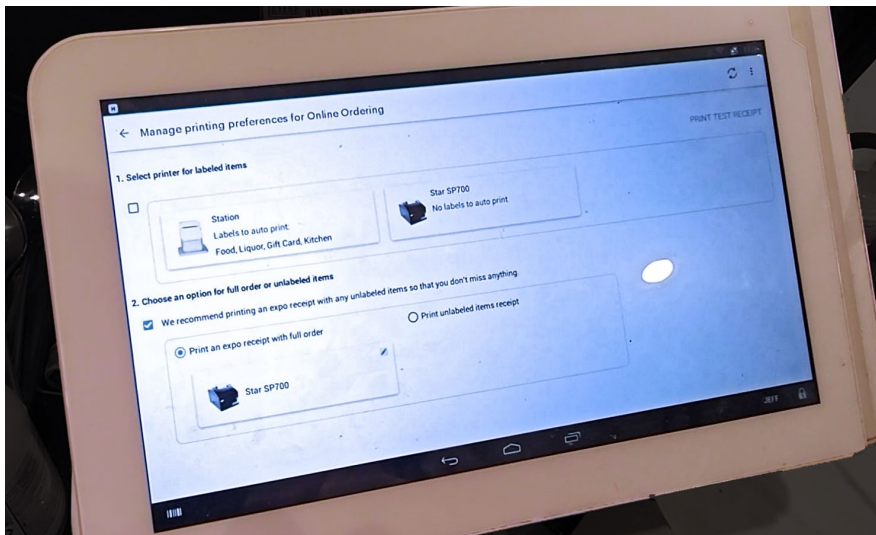 Manage printing preferences for Online Ordering
PRINT TEST RECEIPT
1. Select printer for labeled items
Station
Labels to auto print:
Food, Liquor, Gift Card, Kitchen
Star SP700
No labels to auto print
2. Choose an option for full order or unlabeled items
We recommend printing an expo receipt with any unlabeled items so that you don't miss anything.
Print an expo receipt with full order
Print unlabeled items receipt
Star SP700
JEFF